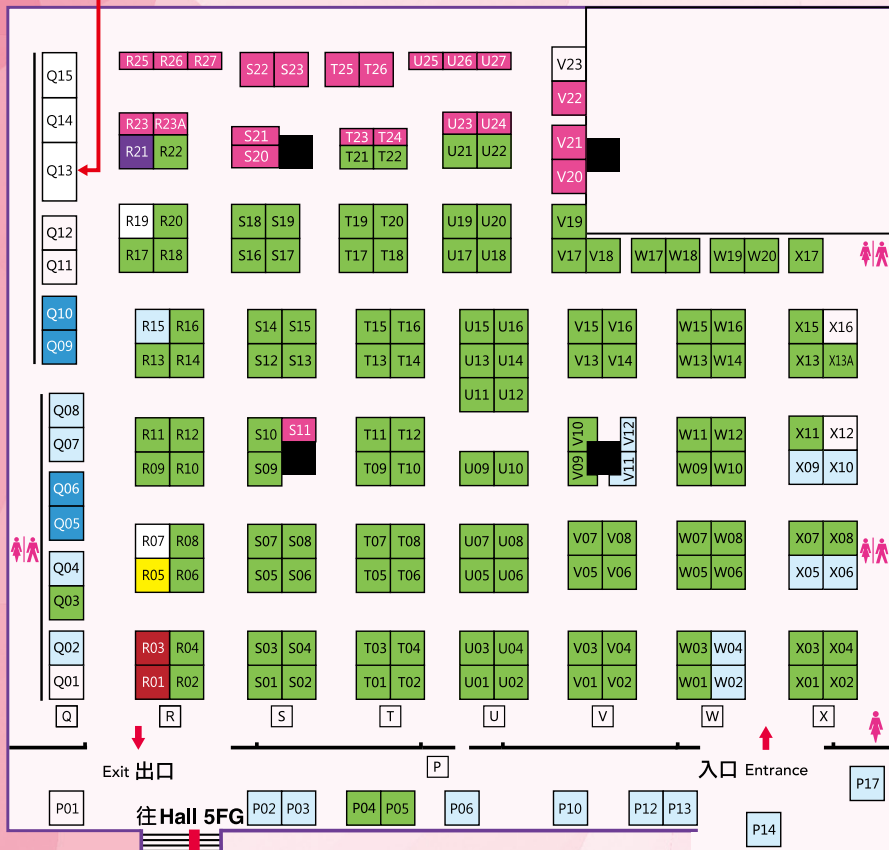 R25 R26 R27
S22 S23
T25 T26
U25 U26 U27
V23
V22
Q15
Q14
Q13
R23 R23A
R21 R22
S21
S20
T23 T24
T21 T22
U23 U24
U21 U22
V21
V20
Q12
Q11
R19 R20
R17 R18
S18 S19
S16 S17
T19 T20
T17 T18
U19 U20
U17 U18
V19
V17 V18
W17 W18
W19 W20
X17
Q10
Q09
R15 R16
R13 R14
S14 S15
S12 S13
T15 T16
T13 T14
U15 U16
U13 U14
U11 U12
V15 V16
V13 V14
W15 W16
W13 W14
X15 X16
X13 X13A
Q08
Q07
R11 R12
R09 R10
S10 S11
S09
T11 T12
T09 T10
U09 U10
V10 V12
V09 V11
W11 W12
W09 W10
X11 X12
X09 X10
Q06
Q05
R07 R08
R05 R06
S07 S08
S05 S06
T07 T08
T05 T06
U07 U08
U05 U06
V07 V08
V05 V06
W07 W08
W05 W06
X07 X08
X05 X06
Q04
Q03
Q02
Q01
R03 R04
R01 R02
S03 S04
S01 S02
T03 T04
T01 T02
U03 U04
U01 U02
V03 V04
V01 V02
W03 W04
W01 W02
X03 X04
X01 X02
Q R S T U V W X
Exit 出口
P
入口 Entrance
P17
P01
往 Hall 5FG
P02 P03
P04 P05
P06
P10
P12 P13
P14